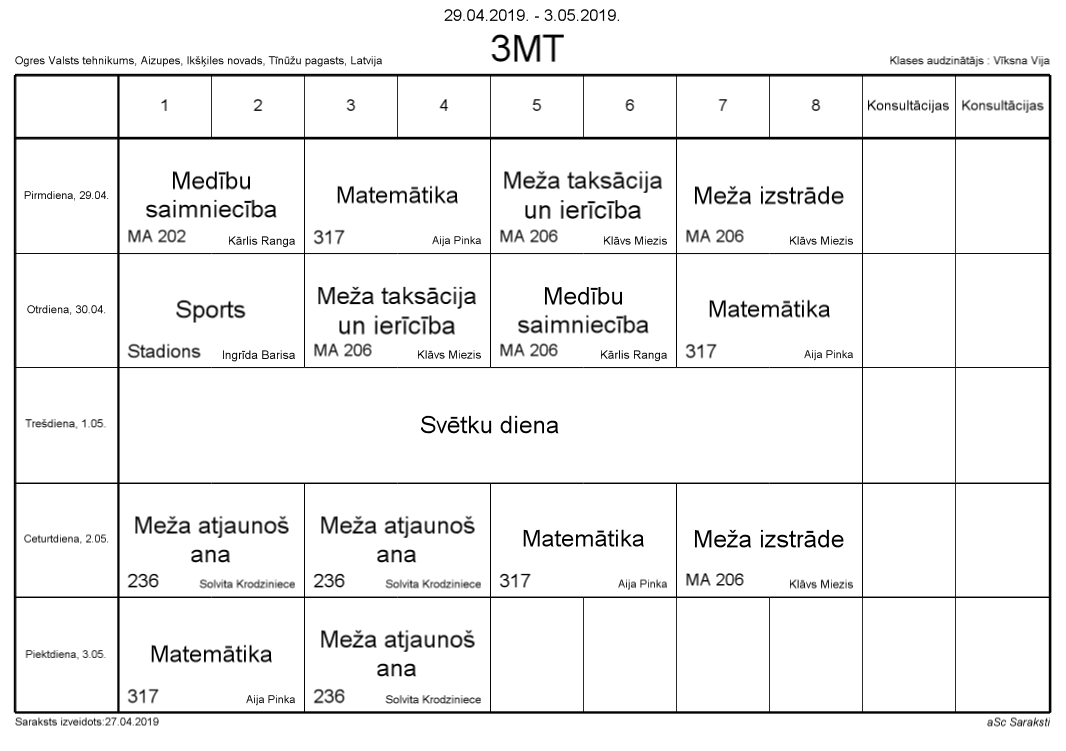 29.04.2019. - 3.05.2019.
3MT
Ogres Valsts tehnikums, Aizupes, Ikšķiles novads, Tīnūžu pagasts, Latvija
Klases audzinātājs : Vīksna Vija
1 2 3 4 5 6 7 8 Konsultācijas Konsultācijas
Pirmdiena, 29.04.
Medību
saimniecība
MA 202 Kārlis Ranga
Matemātika
317 Aija Pinka
Meža taksācija
un ierīcība
MA 206 Klāvs Miezis
Meža izstrāde
MA 206 Klāvs Miezis
Otrdiena, 30.04.
Sports
Stadions Ingrīda Barisa
Meža taksācija
un ierīcība
MA 206 Klāvs Miezis
Medību
saimniecība
MA 206 Kārlis Ranga
Matemātika
317 Aija Pinka
Trešdiena, 1.05.
Svētku diena
Ceturtdiena, 2.05.
Meža atjaunoš
ana
236 Solvita Krodziniece
Meža atjaunoš
ana
236 Solvita Krodziniece
Matemātika
317 Aija Pinka
Meža izstrāde
MA 206 Klāvs Miezis
Piektdiena, 3.05.
Matemātika
317 Aija Pinka
Meža atjaunoš
ana
236 Solvita Krodziniece
Saraksts izveidots:27.04.2019
aSc Saraksti